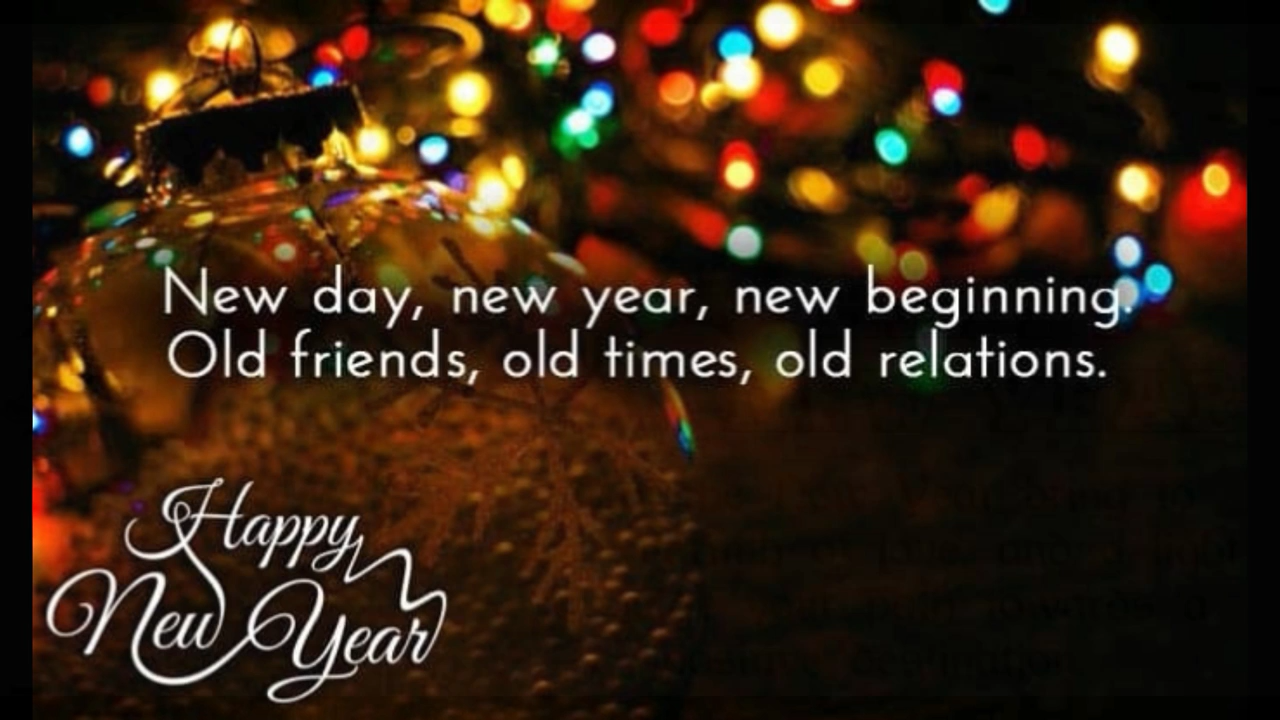 New day, new year, new beginning.
Old friends, old times, old relations.
Happy
New Year